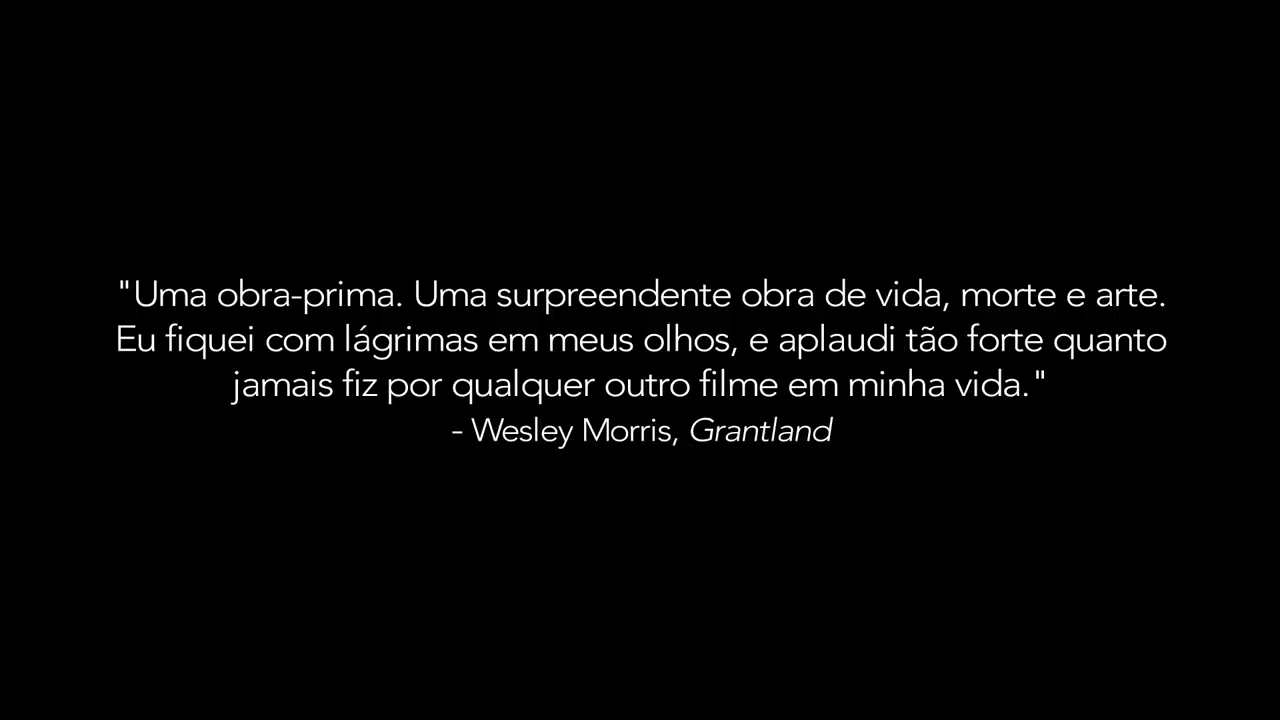 "Uma obra-prima. Uma surpreendente obra de vida, morte e arte.
Eu fiquei com lágrimas em meus olhos, e aplaudi tão forte quanto
jamais fiz por qualquer outro filme em minha vida."
- Wesley Morris, Grantland